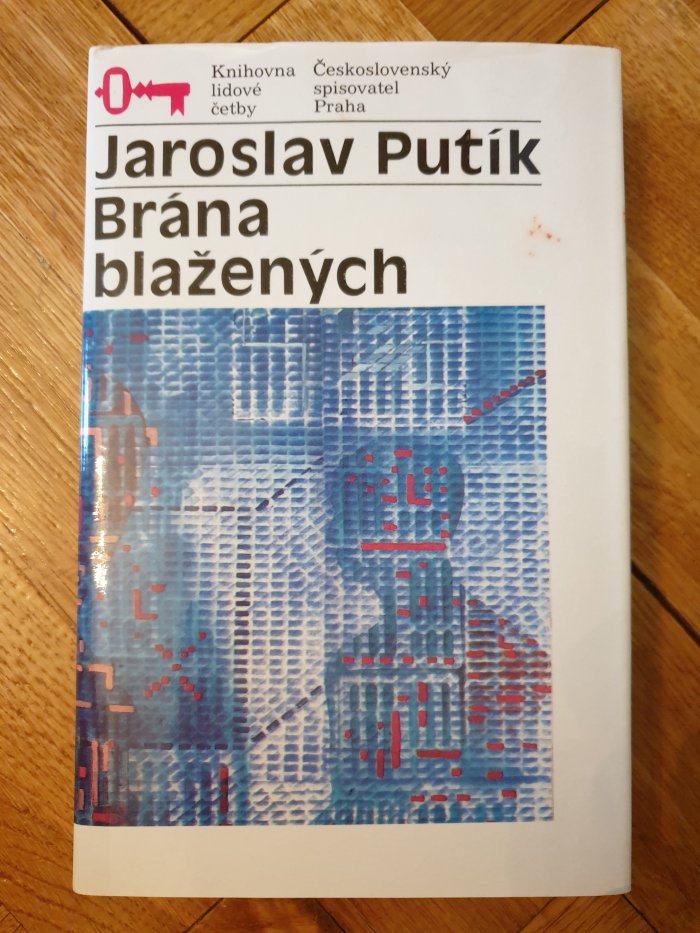 Knihovna
lidové
četby
Československý
spisovatel
Praha
Jaroslav Putík
Brána
blažených